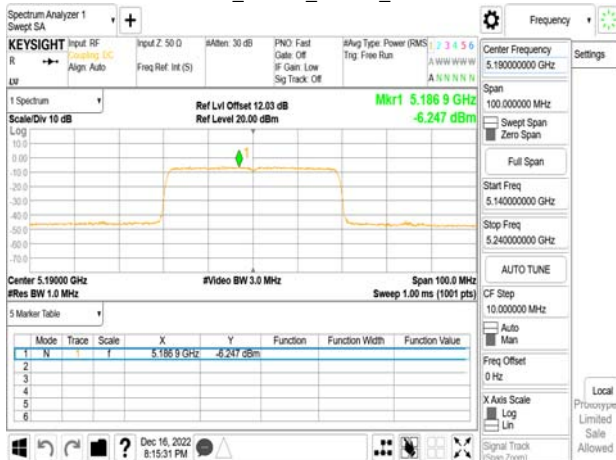 Spectrum Analyzer 1
Swept SA
+
Frequency
KEYSIGHT
R
Input: RF
Coupling: DC
Align: Auto
Input Z: 50 Ω
Freq Ref: Int (S)
#Atten: 30 dB
PNO: Fast
Gate: Off
IF Gain: Low
Sig Track: Off
#Avg Type: Power (RMS
Trig: Free Run
1 2 3 4 5 6
A W W W W W
A N N N N N
Center Frequency
5.190000000 GHz
Settings
Span
100.000000 MHz
Swept Span
Zero Span
Full Span
Start Freq
5.140000000 GHz
Stop Freq
5.240000000 GHz
AUTO TUNE
CF Step
10.000000 MHz
Auto
Man
Freq Offset
0 Hz
X Axis Scale
Log
Lin
Signal Track
(Span Zoom)
Local
Prototype
Limited
Sale
Allowed
1 Spectrum
Scale/Div 10 dB
Log
Ref Lvl Offset 12.03 dB
Ref Level 20.00 dBm
Mkr1 5.186 9 GHz
-6.247 dBm
10.0
0.00
-10.0
-20.0
-30.0
-40.0
-50.0
-60.0
-70.0
1
Center 5.19000 GHz
#Res BW 1.0 MHz
#Video BW 3.0 MHz
Span 100.0 MHz
Sweep 1.00 ms (1001 pts)
5 Marker Table
Mode Trace Scale X Y Function Function Width Function Value
1 N 1 f 5.186 9 GHz -6.247 dBm
2
3
4
5
6
?
Dec 16, 2022
8:15:31 PM